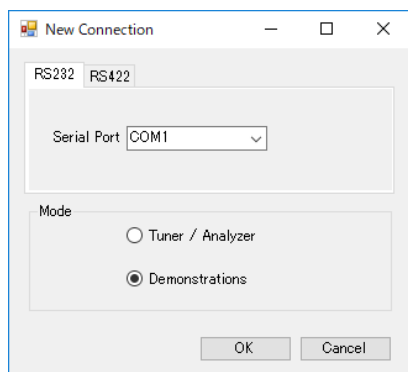 New Connection
RS232 RS422
Serial Port COM1
Mode
Tuner / Analyzer
Demonstrations
OK Cancel